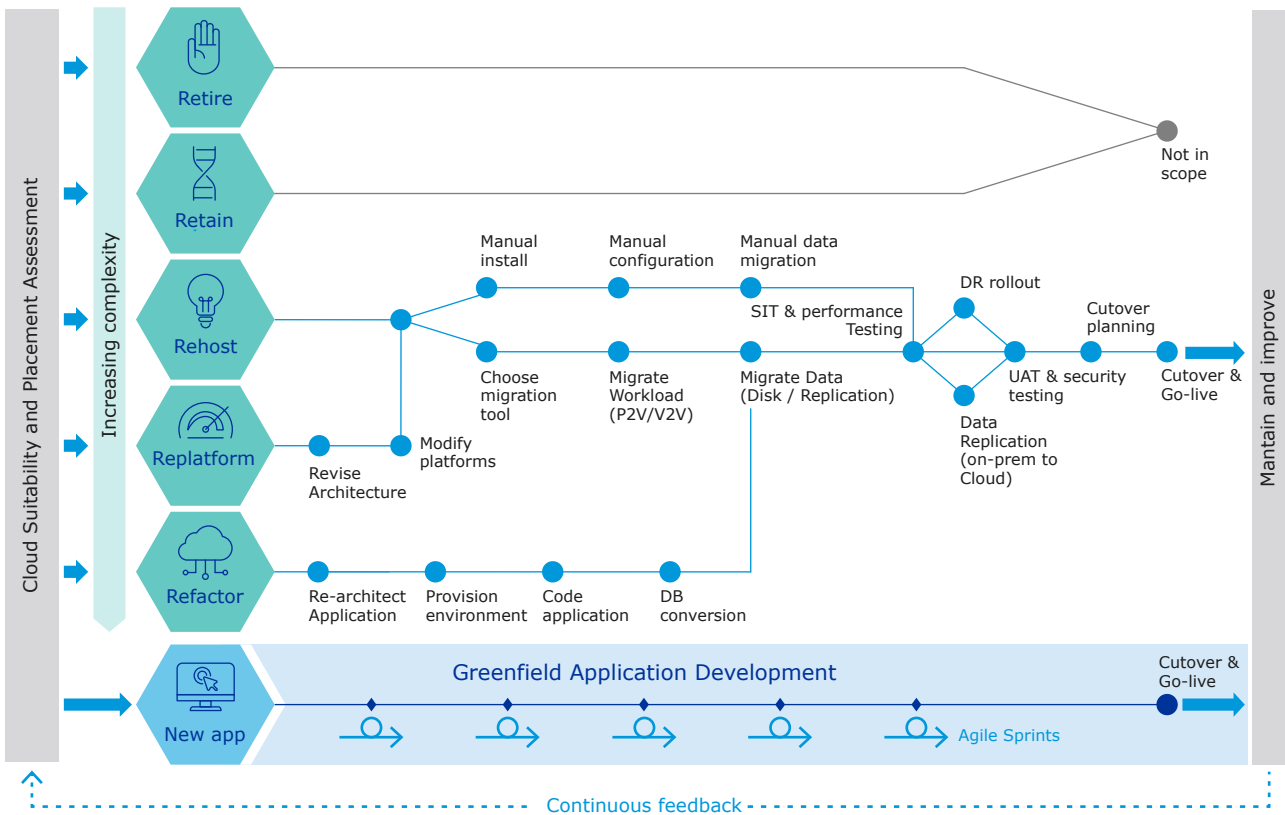 Cloud Suitability and Placement Assessment
Increasing complexity
Retire
Retain
Rehost
Replatform
Refactor
New app
Not in
scope
Manual
install
Manual
configuration
Manual data
migration
SIT & performance
Testing
DR rollout
Cutover
planning
Choose
migration
tool
Migrate
Workload
(P2V/V2V)
Migrate Data
(Disk / Replication)
UAT & security
testing
Cutover &
Go-live
Data
Replication
(on-prem to
Cloud)
Revise
Architecture
Modify
platforms
Re-architect
Application
Provision
environment
Code
application
DB
conversion
Greenfield Application Development
Cutover &
Go-live
Agile Sprints
Mantain and improve
Continuous feedback